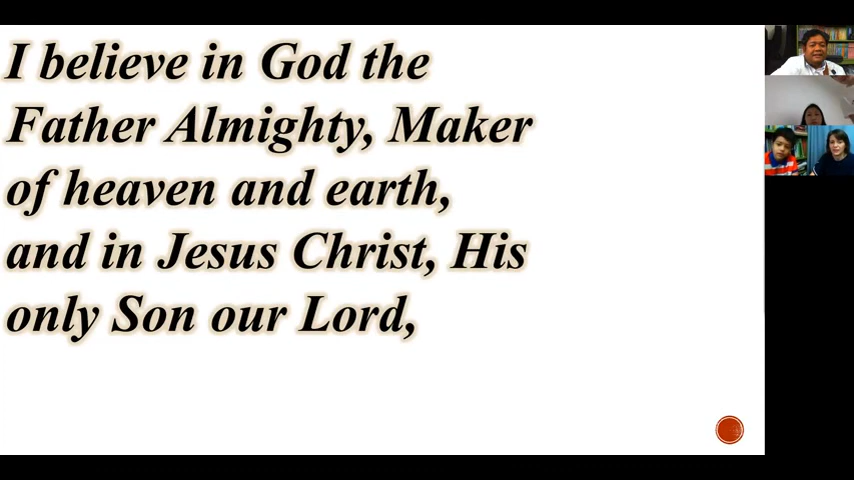 I believe in God the
Father Almighty, Maker
of heaven and earth,
and in Jesus Christ, His
only Son our Lord,